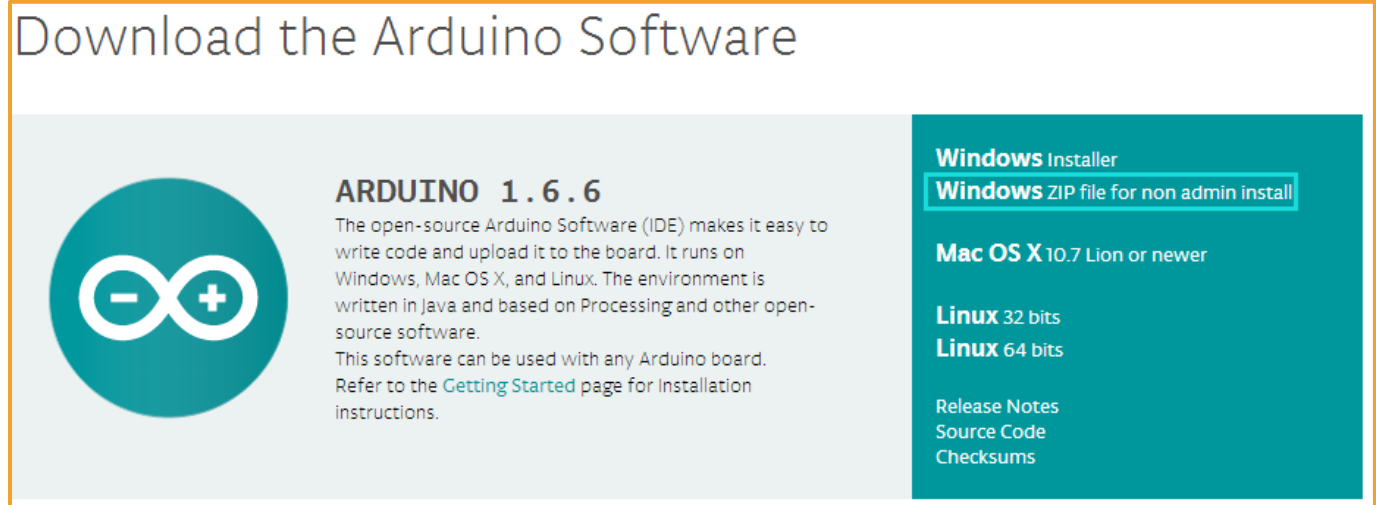 Download the Arduino Software
ARDUINO 1.6.6
The open-source Arduino Software (IDE) makes it easy to
write code and upload it to the board. It runs on
Windows, Mac OS X, and Linux. The environment is
written in Java and based on Processing and other open-
source software.
This software can be used with any Arduino board.
Refer to the Getting Started page for Installation
instructions.
Windows Installer
Windows ZIP file for non admin install
Mac OS X 10.7 Lion or newer
Linux 32 bits
Linux 64 bits
Release Notes
Source Code
Checksums